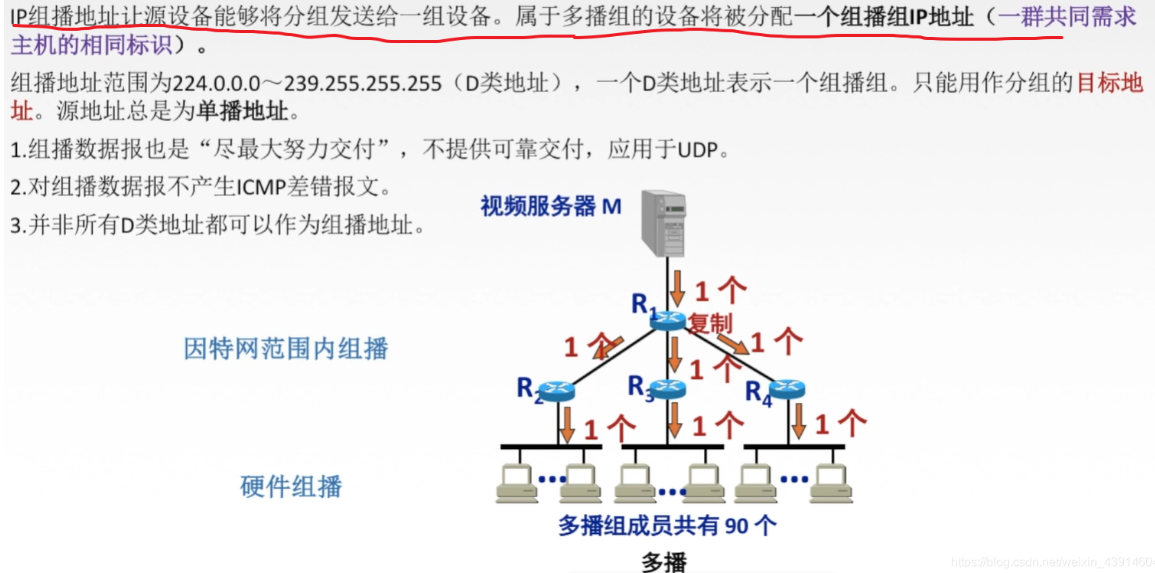 IP组播地址让源设备能够将分组发送给一组设备。属于多播组的设备将被分配一个组播组IP地址（一群共同需求
主机的相同标识）。
组播地址范围为224.0.0.0～239.255.255.255（D类地址），一个D类地址表示一个组播组。只能用作分组的目标地
址。源地址总是为单播地址。
1.组播数据报也是“尽最大努力交付”，不提供可靠交付，应用于UDP。
2.对组播数据报不产生ICMP差错报文。
3.并非所有D类地址都可以作为组播地址。
视频服务器 M
1 个
R1
复制
因特网范围内组播
1 个
1 个
1 个
R2
R3
R4
1 个
1 个
1 个
硬件组播
多播组成员共有 90 个
多播